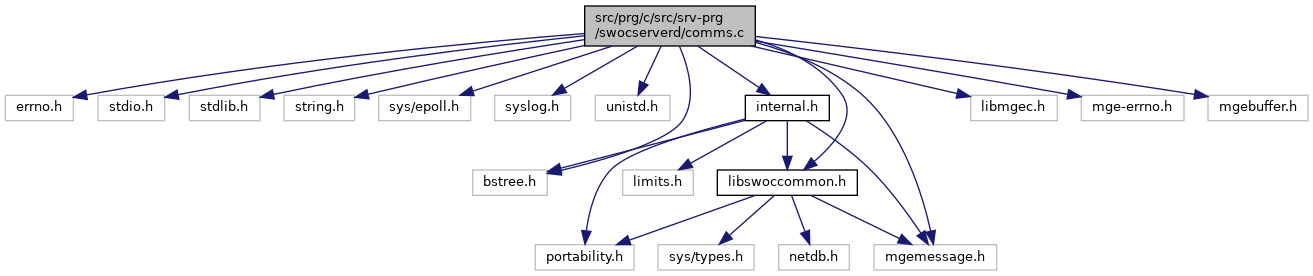 src/prg/c/src/srv-prg
/swocserverd/comms.c
errno.h
stdio.h
stdlib.h
string.h
sys/epoll.h
syslog.h
unistd.h
internal.h
libmgec.h
mge-errno.h
mgebuffer.h
bstree.h
limits.h
libswoccommon.h
portability.h
sys/types.h
netdb.h
mgemessage.h